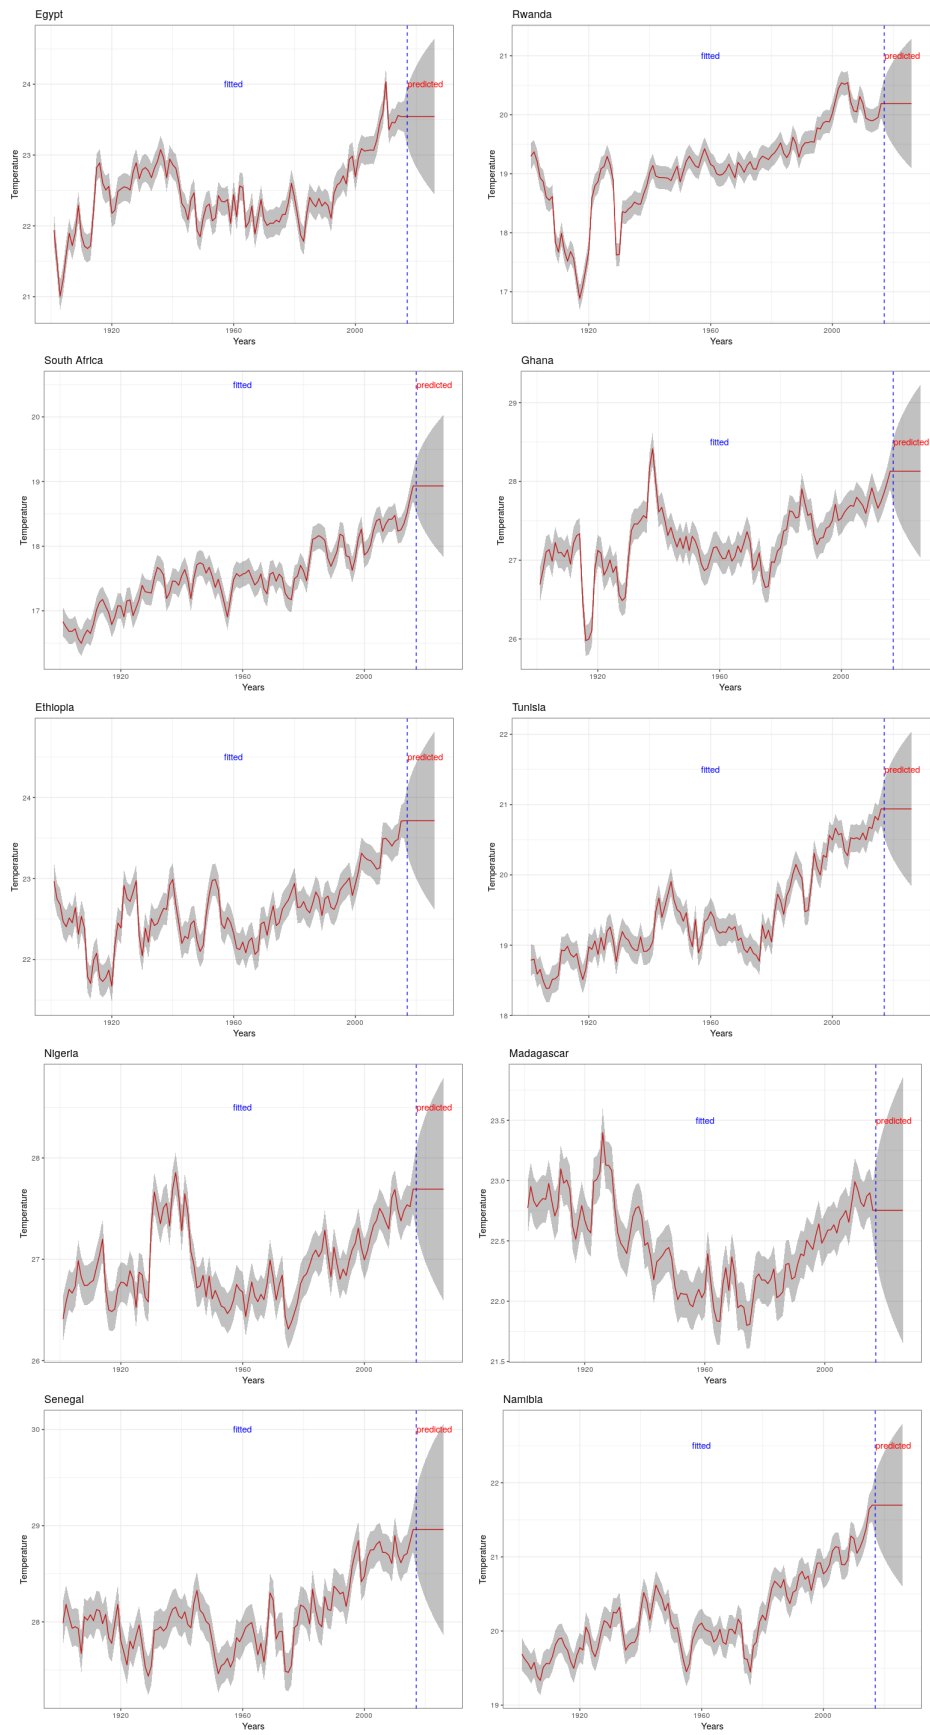 Egypt
fitted
predicted
24
23
22
21
Temperature
1920
1960
2000
Years
Rwanda
fitted
predicted
21
20
19
18
17
Temperature
1920
1960
2000
Years
South Africa
fitted
predicted
20
19
18
17
Temperature
1920
1960
2000
Years
Ghana
fitted
predicted
29
28
27
26
Temperature
1920
1960
2000
Years
Ethiopia
fitted
predicted
24
23
22
Temperature
1920
1960
2000
Years
Tunisia
fitted
predicted
22
21
20
19
18
Temperature
1920
1960
2000
Years
Nigeria
fitted
predicted
28
27
26
Temperature
1920
1960
2000
Years
Madagascar
fitted
predicted
23.5
23.0
22.5
22.0
21.5
Temperature
1920
1960
2000
Years
Senegal
fitted
predicted
30
29
28
Temperature
1920
1960
2000
Years
Namibia
fitted
predicted
22
21
20
19
Temperature
1920
1960
2000
Years